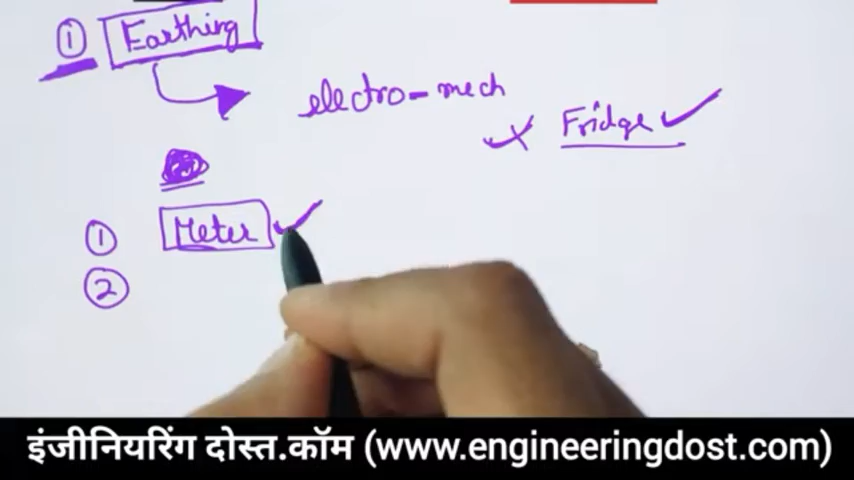 ① Earthing
electro-mech
Fridge
① Meter
②
इंजीनियरिंग दोस्त.कॉम (www.engineeringdost.com)